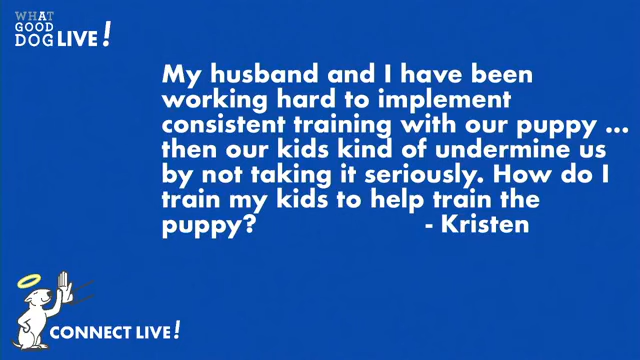 WHAT
GOOD
DOG LIVE!
My husband and I have been
working hard to implement
consistent training with our puppy ...
then our kids kind of undermine us
by not taking it seriously. How do I
train my kids to help train the
puppy? - Kristen
CONNECT LIVE!